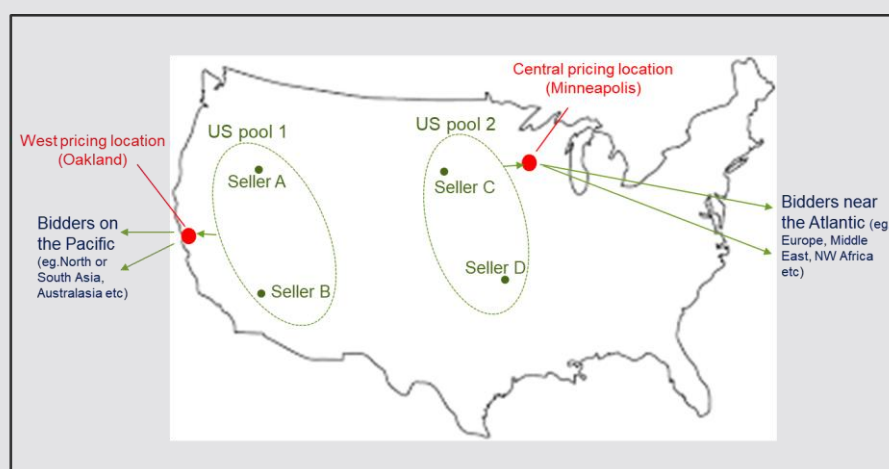 Central pricing location
(Minneapolis)
US pool 1
US pool 2
West pricing location
(Oakland)
Seller A
Seller C
Bidders on
the Pacific
(eg.North or
South Asia,
Australasia etc)
Bidders near
the Atlantic (eg.
Europe, Middle
East, NW Africa
etc)
Seller D
Seller B